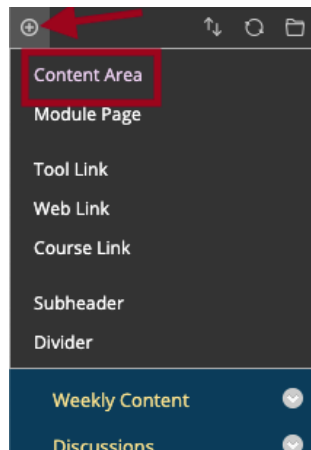 Content Area
Module Page
Tool Link
Web Link
Course Link
Subheader
Divider
Weekly Content
Discussions